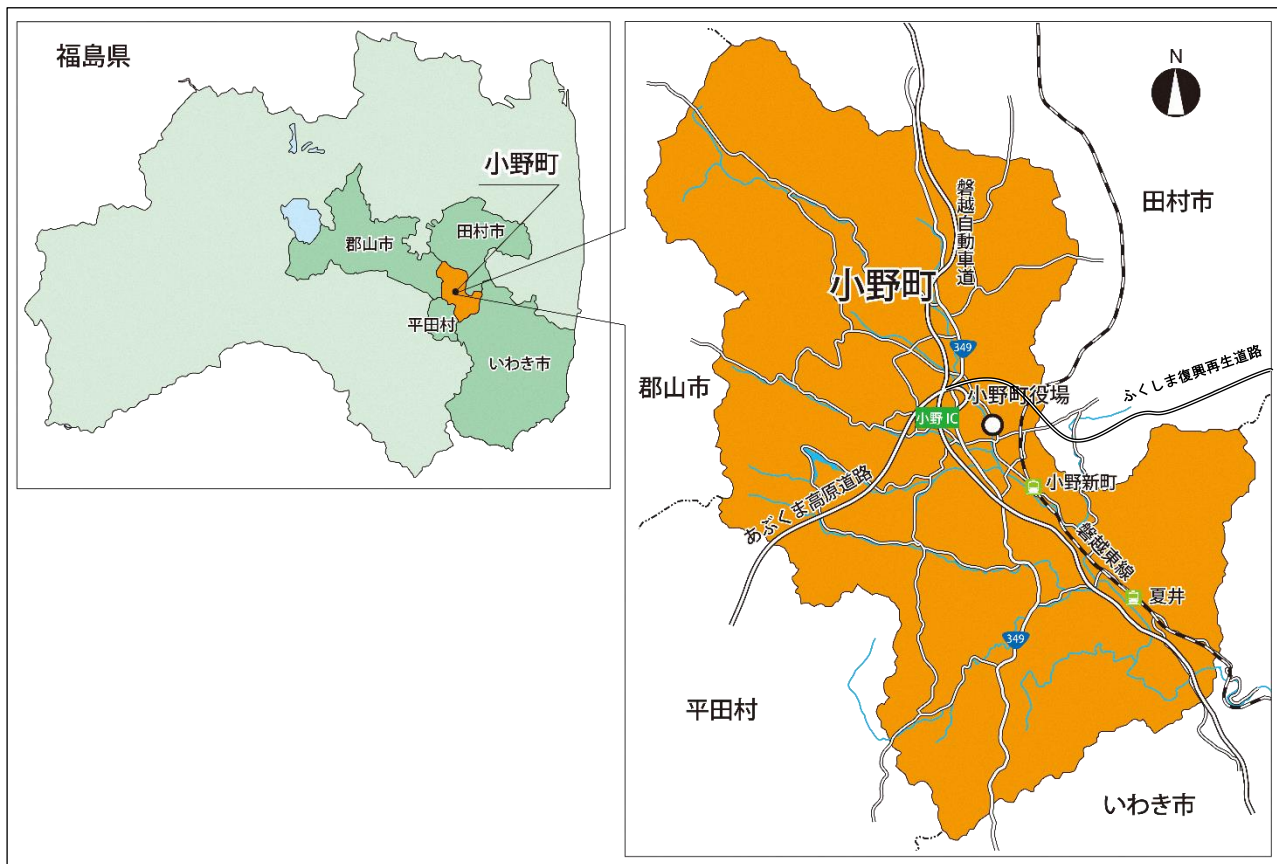 福島県
小野町
田村市
郡山市
平田村
いわき市
N
磐越自動車道
田村市
小野町
349
郡山市
ふくしま復興再生道路
小野町役場
小野 IC
小野新町
あぶくま高原道路
磐越東線
夏井
349
平田村
いわき市